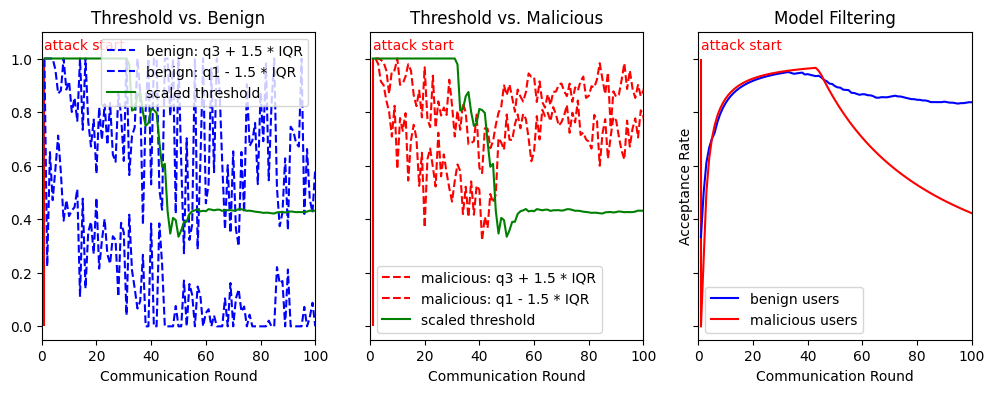 Threshold vs. Benign
attack start
benign: q3 + 1.5 * IQR
benign: q1 - 1.5 * IQR
scaled threshold
1.0
0.8
0.6
0.4
0.2
0.0
0
20
40
60
80
100
Communication Round
Threshold vs. Malicious
attack start
malicious: q3 + 1.5 * IQR
malicious: q1 - 1.5 * IQR
scaled threshold
0
20
40
60
80
100
Communication Round
Model Filtering
attack start
Acceptance Rate
benign users
malicious users
0
20
40
60
80
100
Communication Round